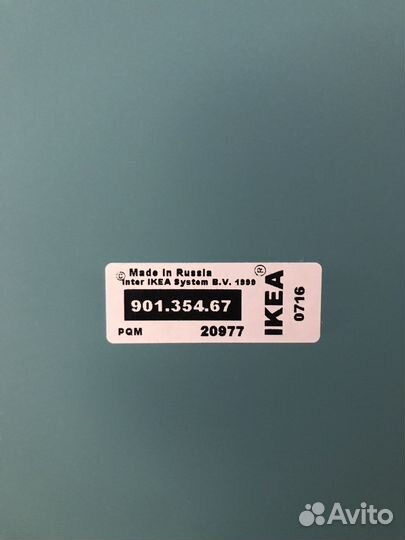 © Made in Russia
Inter IKEA System B.V. 1999
901.354.67
PQM 20977
IKEA®
0716
Avito